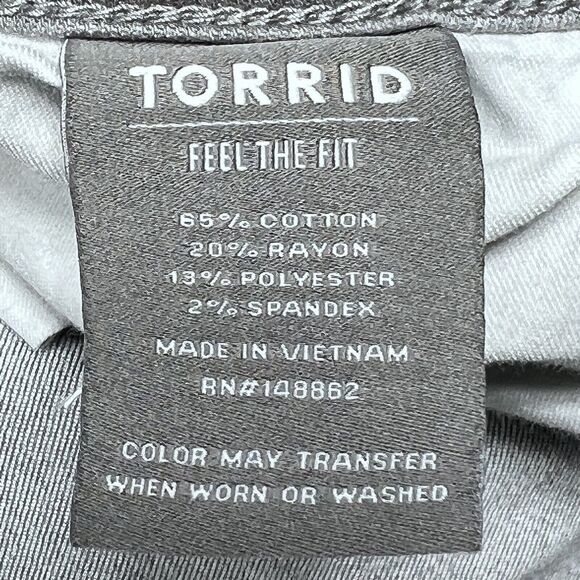 TORRID
FEEL THE FIT
65% COTTON
20% RAYON
13% POLYESTER
2% SPANDEX
MADE IN VIETNAM
RN#148862
COLOR MAY TRANSFER
WHEN WORN OR WASHED